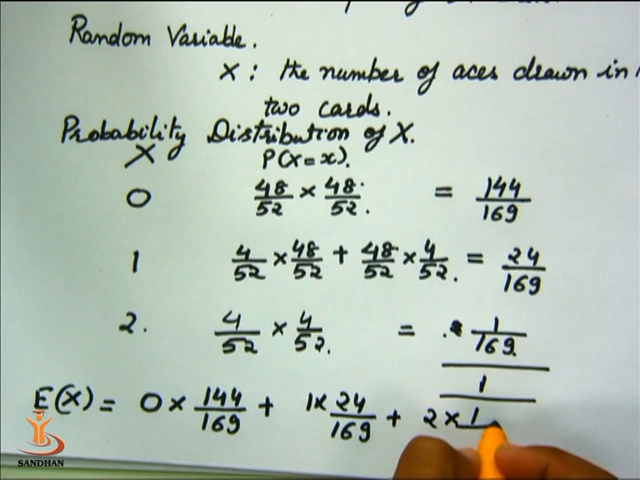 Random Variable.
X : the number of aces drawn in
two cards.
Probability Distribution of X.
X P(X=x).
0 48/52 × 48/52. = 144/169
1 4/52 × 48/52 + 48/52 × 4/52. = 24/169
2. 4/52 × 4/52. = 1/169.
1
E(X) = 0 × 144/169 + 1 × 24/169 + 2 × 1
SANDHAN